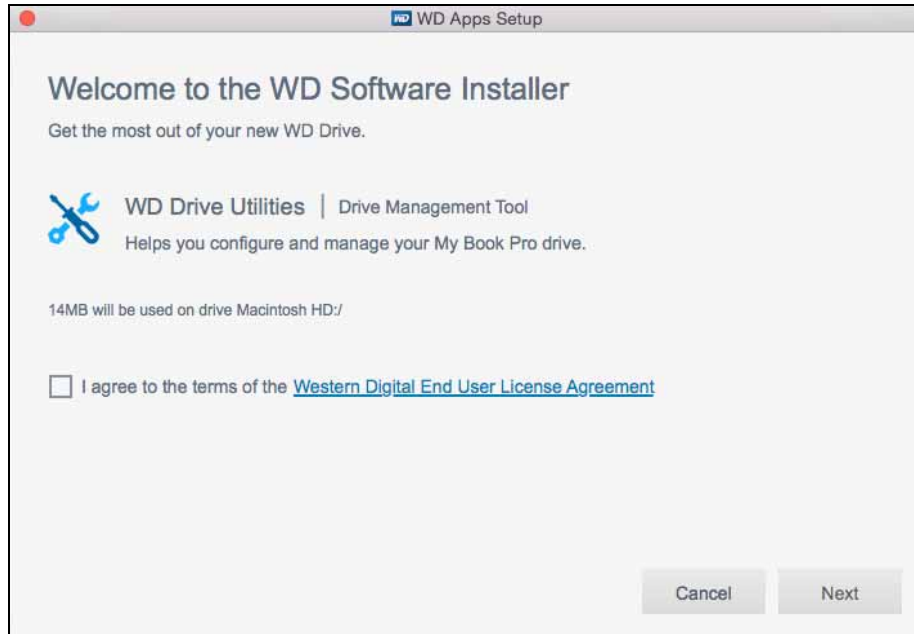 WD WD Apps Setup
Welcome to the WD Software Installer
Get the most out of your new WD Drive.
WD Drive Utilities | Drive Management Tool
Helps you configure and manage your My Book Pro drive.
14MB will be used on drive Macintosh HD:/
I agree to the terms of the Western Digital End User License Agreement
Cancel Next